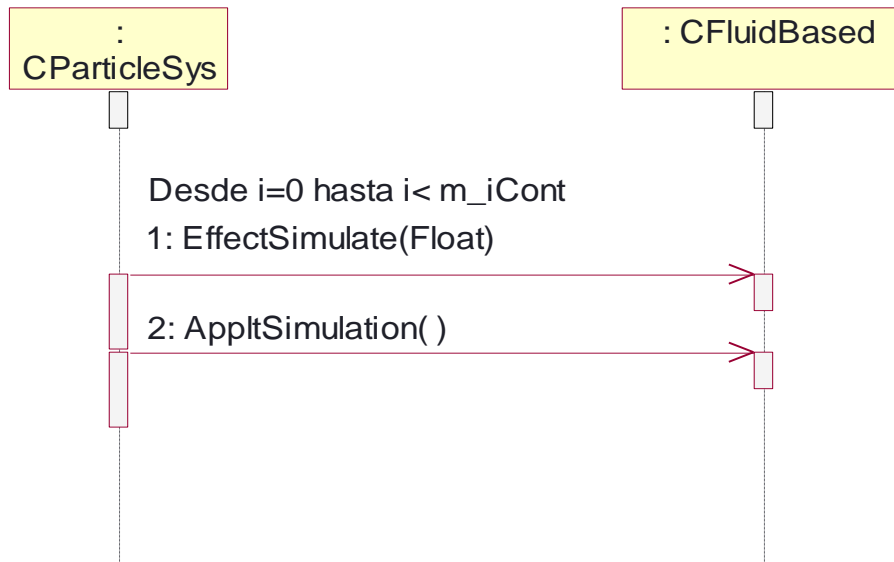 :
CParticleSys
: CFluidBased
Desde i=0 hasta i< m_iCont
1: EffectSimulate(Float)
2: AppltSimulation( )